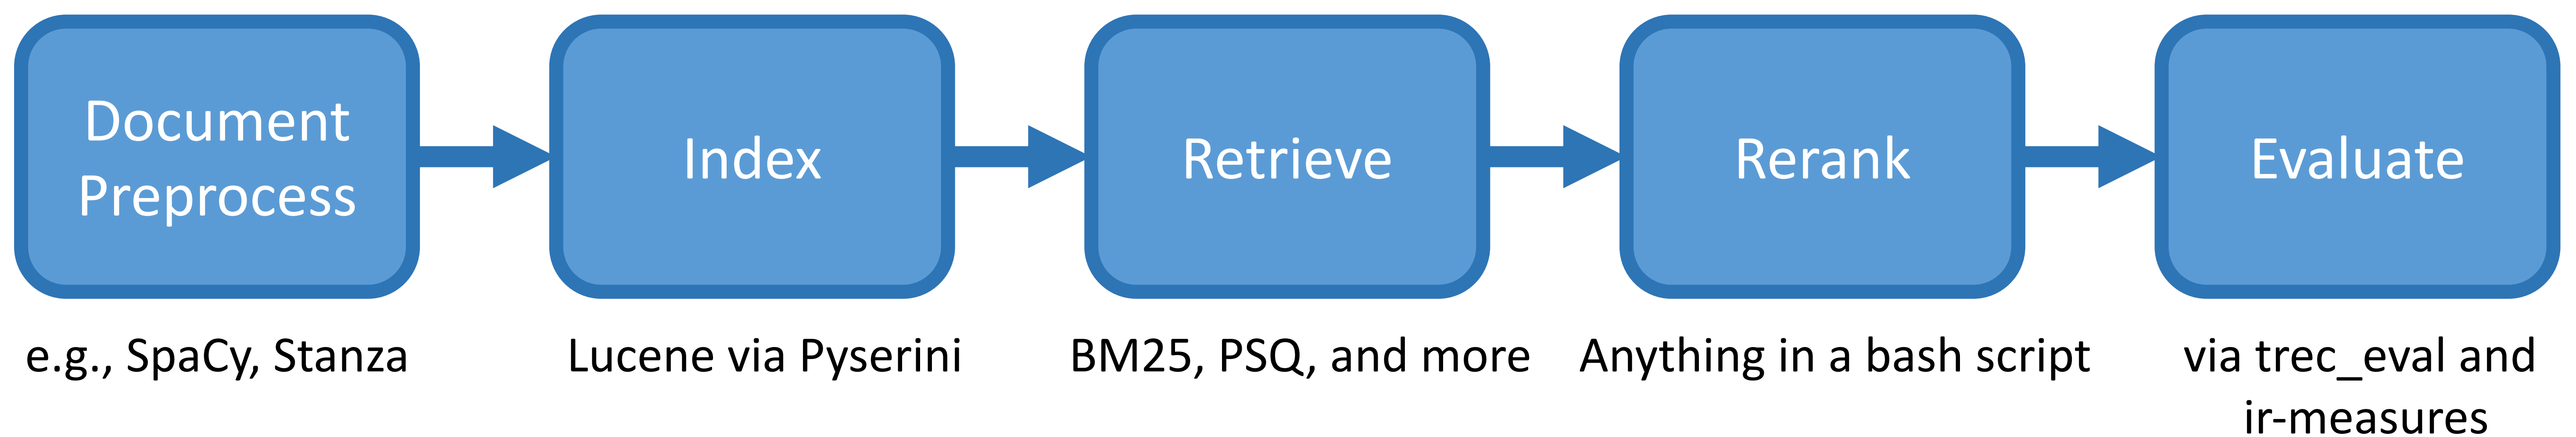 Document
Preprocess
Index
Retrieve
Rerank
Evaluate
e.g., SpaCy, Stanza
Lucene via Pyserini
BM25, PSQ, and more
Anything in a bash script
via trec_eval and
ir-measures